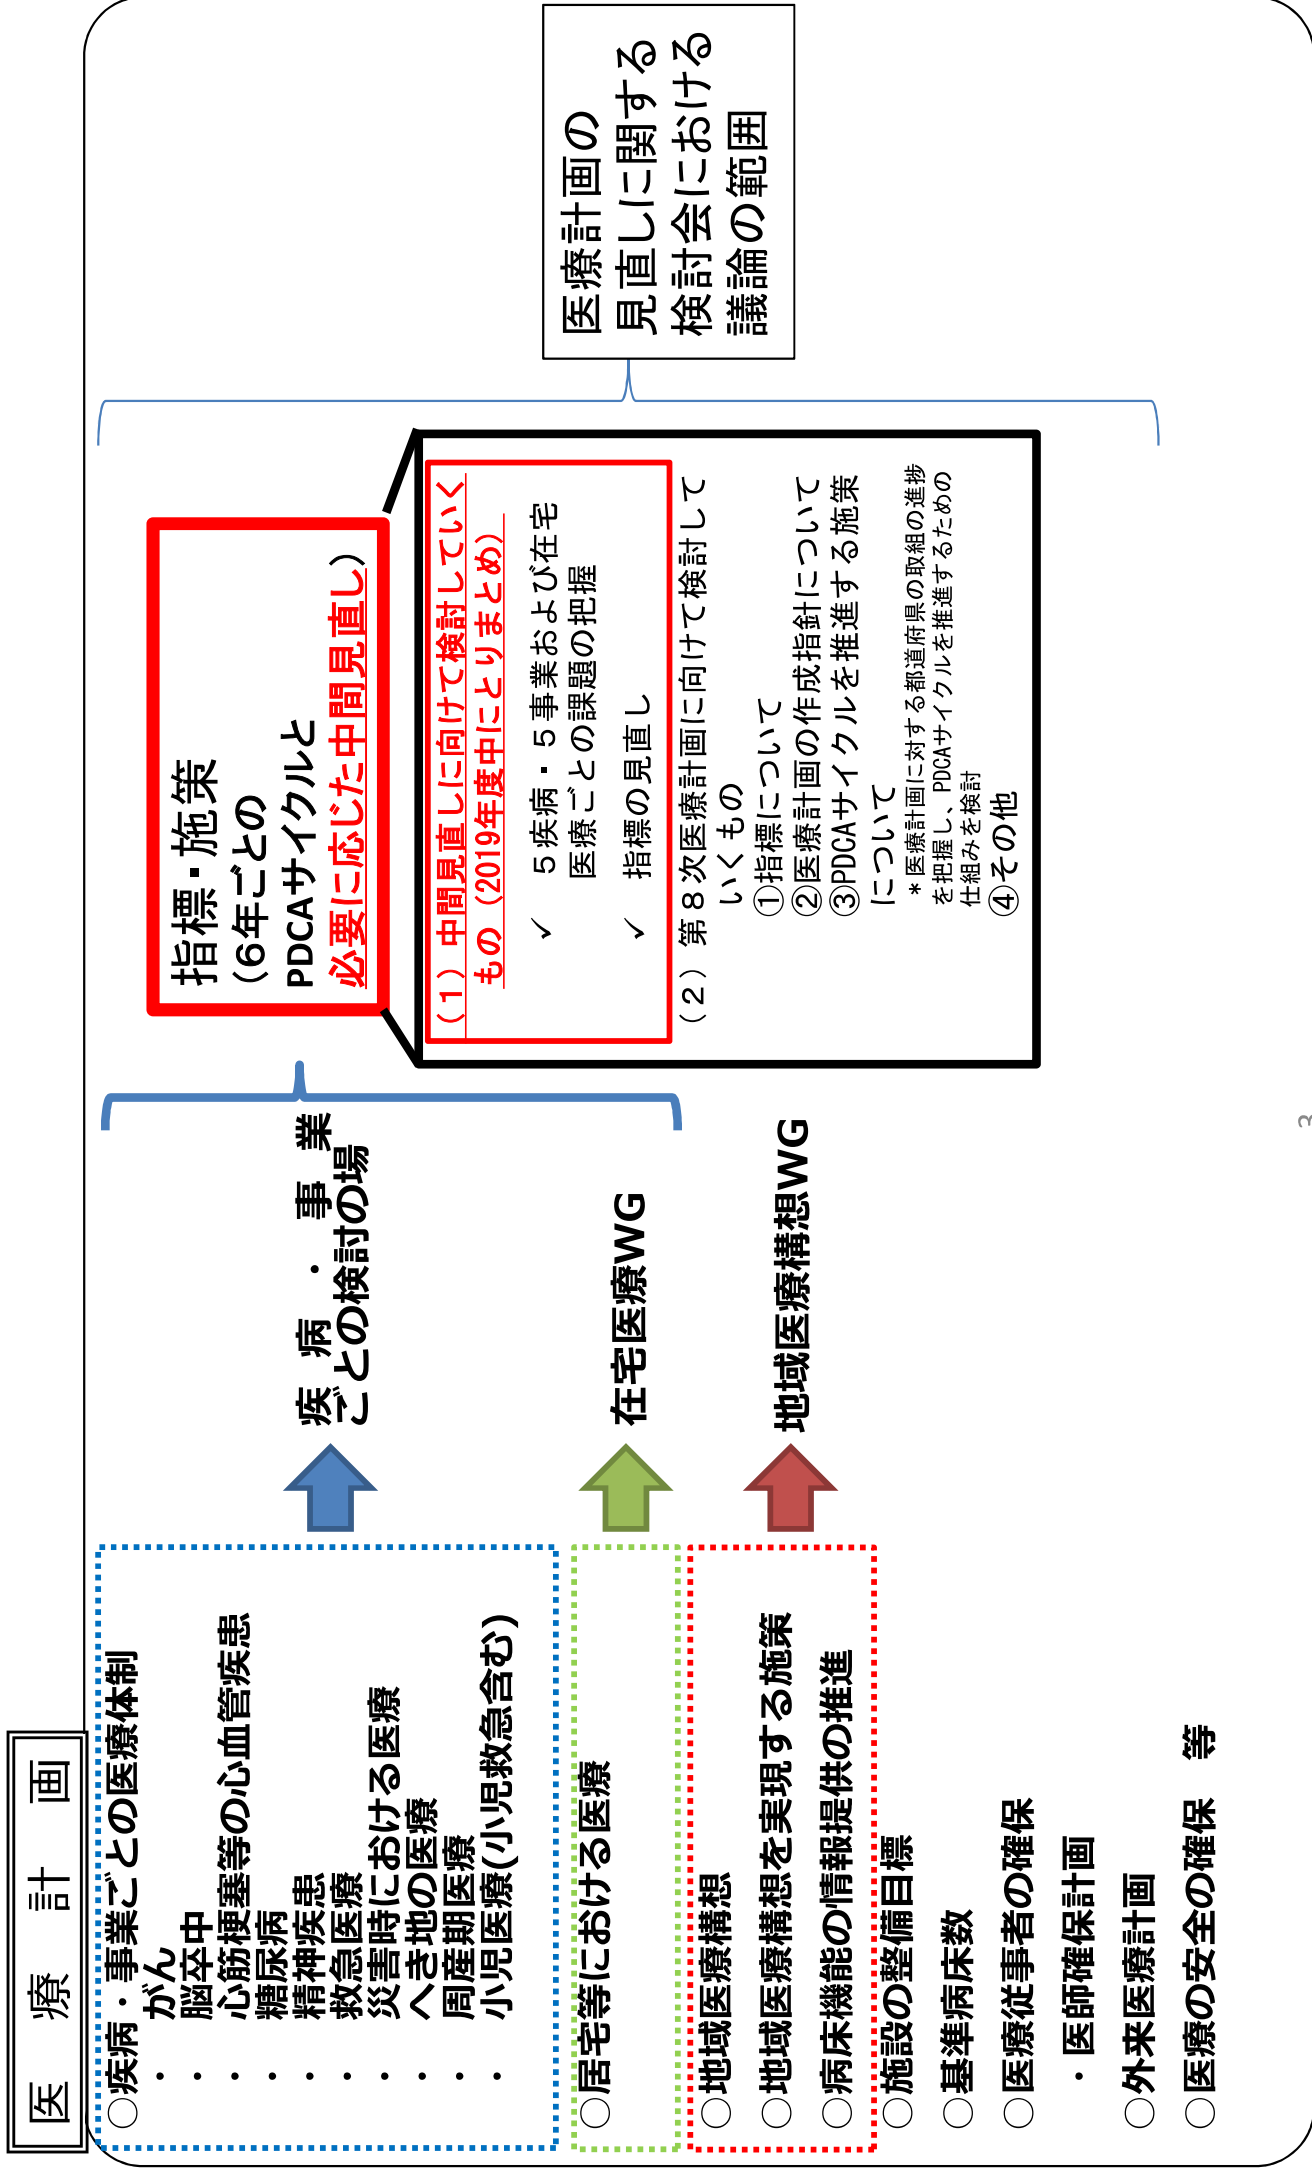 医療計画
○疾病・事業ごとの医療体制
・ がん
・ 脳卒中
・ 心筋梗塞等の心血管疾患
・ 糖尿病
・ 精神疾患
・ 救急医療
・ 災害時における医療
・ へき地の医療
・ 周産期医療
・ 小児医療(小児救急含む)
○居宅等における医療
○地域医療構想
○地域医療構想を実現する施策
○病床機能の情報提供の推進
○施設の整備目標
○基準病床数
○医療従事者の確保
・医師確保計画
○外来医療計画
○医療の安全の確保 等
疾病・事業
ごとの検討の場
在宅医療WG
地域医療構想WG
指標・施策
（６年ごとの
PDCAサイクルと
必要に応じた中間見直し）
（１）中間見直しに向けて検討していく
もの（2019年度中にとりまとめ）
✓ ５疾病・５事業および在宅
医療ごとの課題の把握
✓ 指標の見直し
（２）第８次医療計画に向けて検討して
いくもの
①指標について
②医療計画の作成指針について
③PDCAサイクルを推進する施策
について
＊医療計画に対する都道府県の取組の進捗
を把握し、PDCAサイクルを推進するための
仕組みを検討
④その他
医療計画の
見直しに関する
検討会における
議論の範囲
3